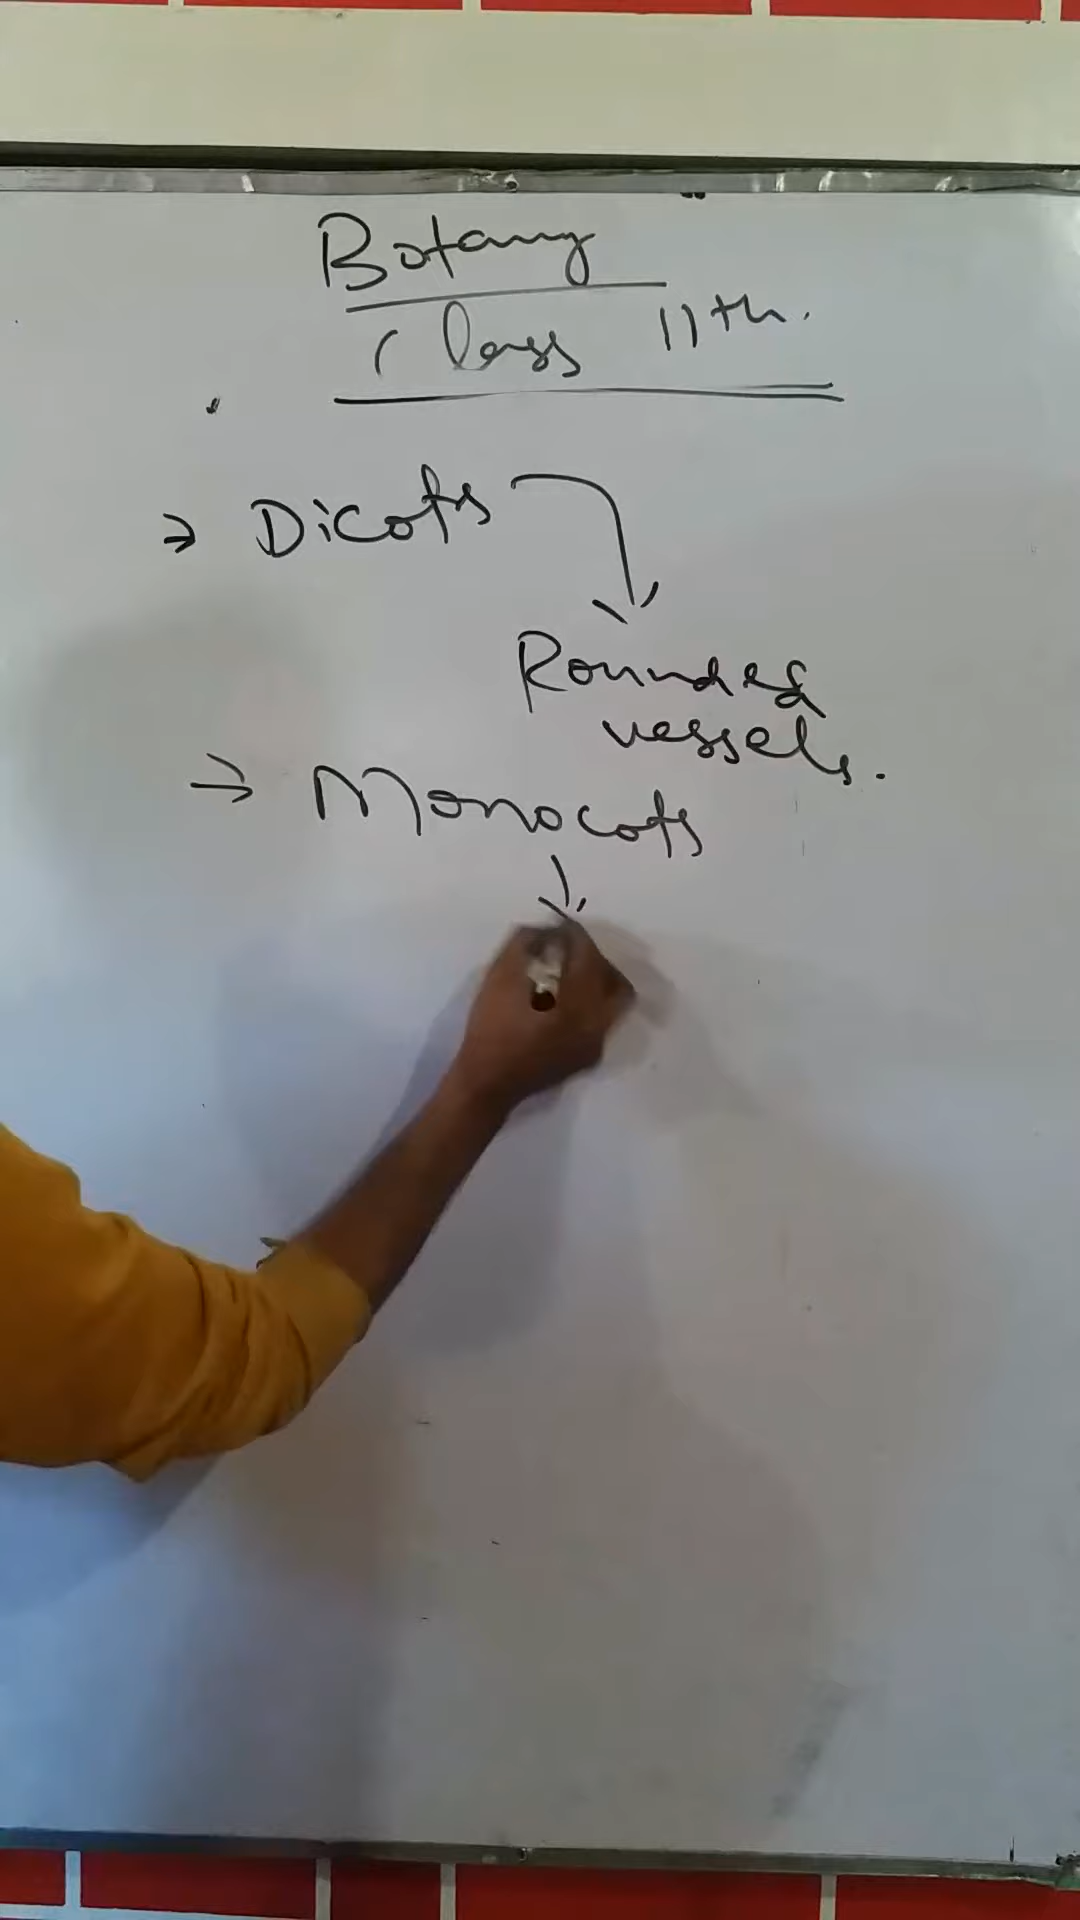 Botany
Class 11th.
→ Dicots
Rounded
vessels.
→ Monocots